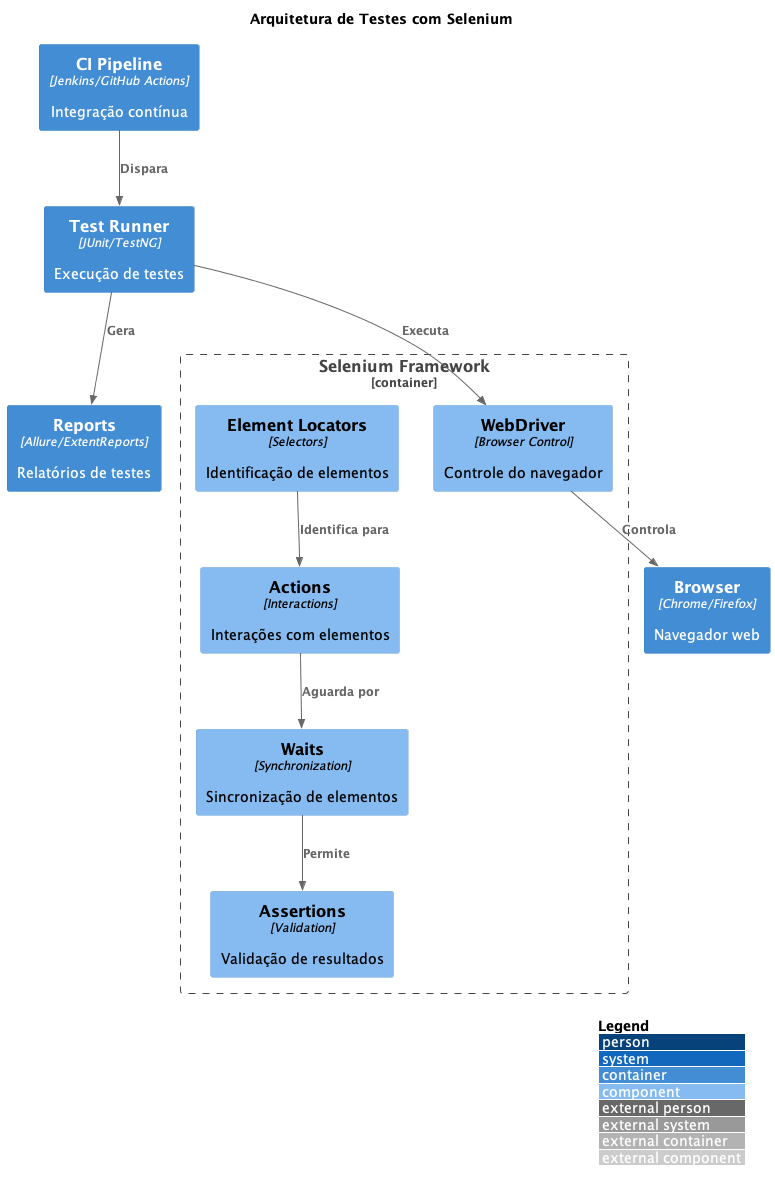 Arquitetura de Testes com Selenium
CI Pipeline
[Jenkins/GitHub Actions]
Integração contínua
Dispara
Test Runner
[JUnit/TestNG]
Execução de testes
Gera
Executa
Selenium Framework
[container]
Reports
[Allure/ExtentReports]
Relatórios de testes
Element Locators
[Selectors]
Identificação de elementos
WebDriver
[Browser Control]
Controle do navegador
Identifica para
Controla
Actions
[Interactions]
Interações com elementos
Browser
[Chrome/Firefox]
Navegador web
Aguarda por
Waits
[Synchronization]
Sincronização de elementos
Permite
Assertions
[Validation]
Validação de resultados
Legend
person
system
container
component
external person
external system
external container
external component